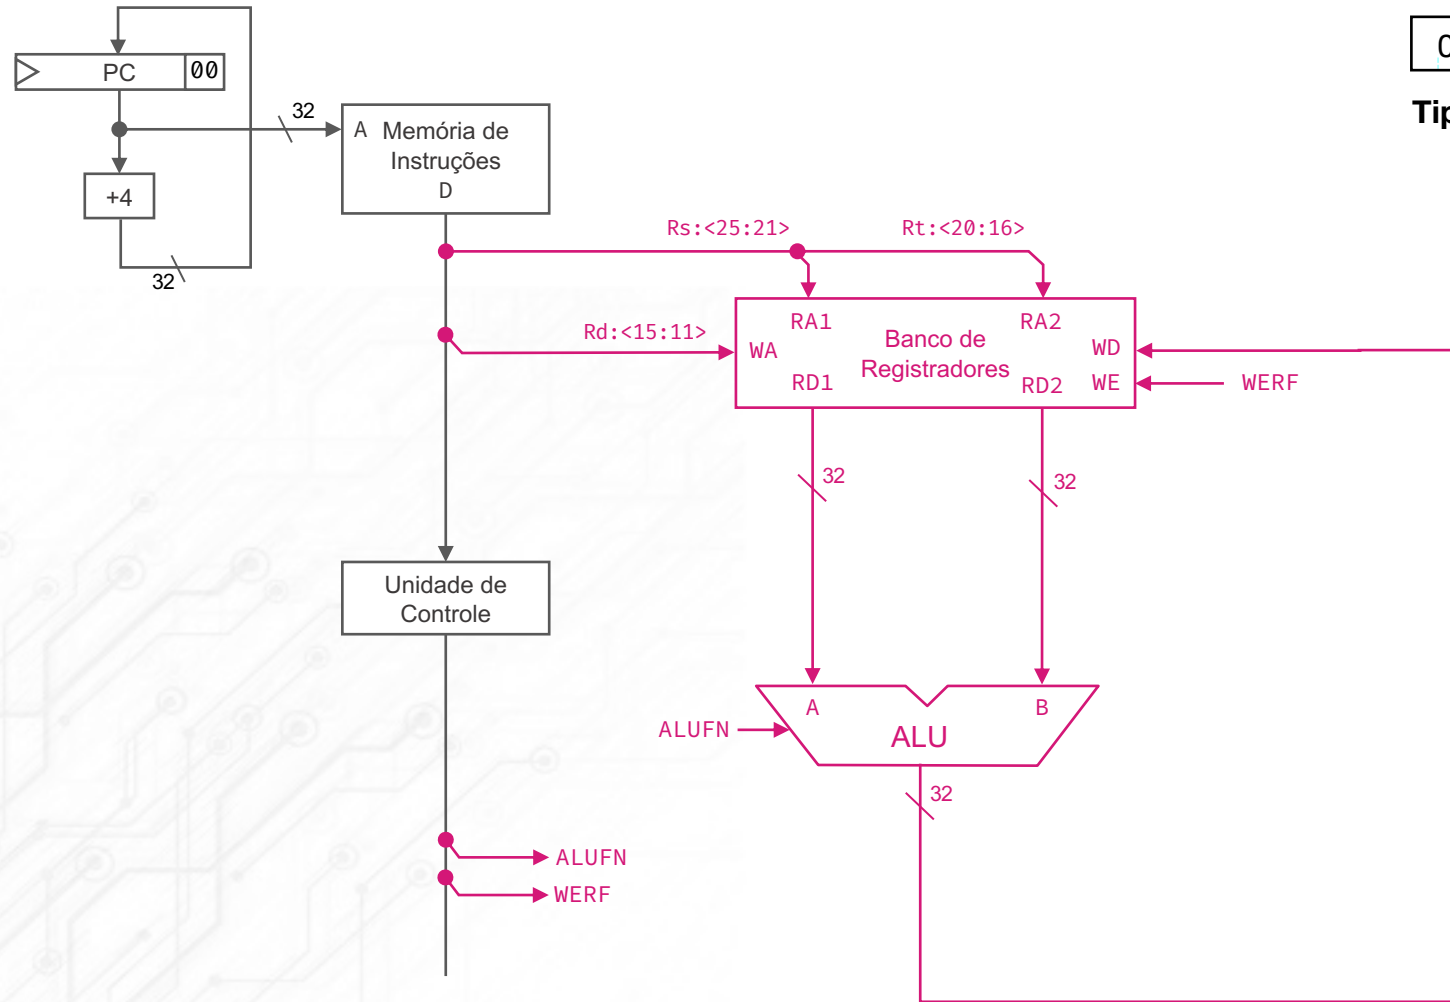 PC 00
32
A Memória de
Instruções
D
+4
32
Rs:<25:21> Rt:<20:16>
Rd:<15:11>
RA1 RA2
WA Banco de WD
Registradores
RD1 RD2 WE WERF
32 32
Unidade de
Controle
A B
ALUFN ALU
32
ALUFN
WERF